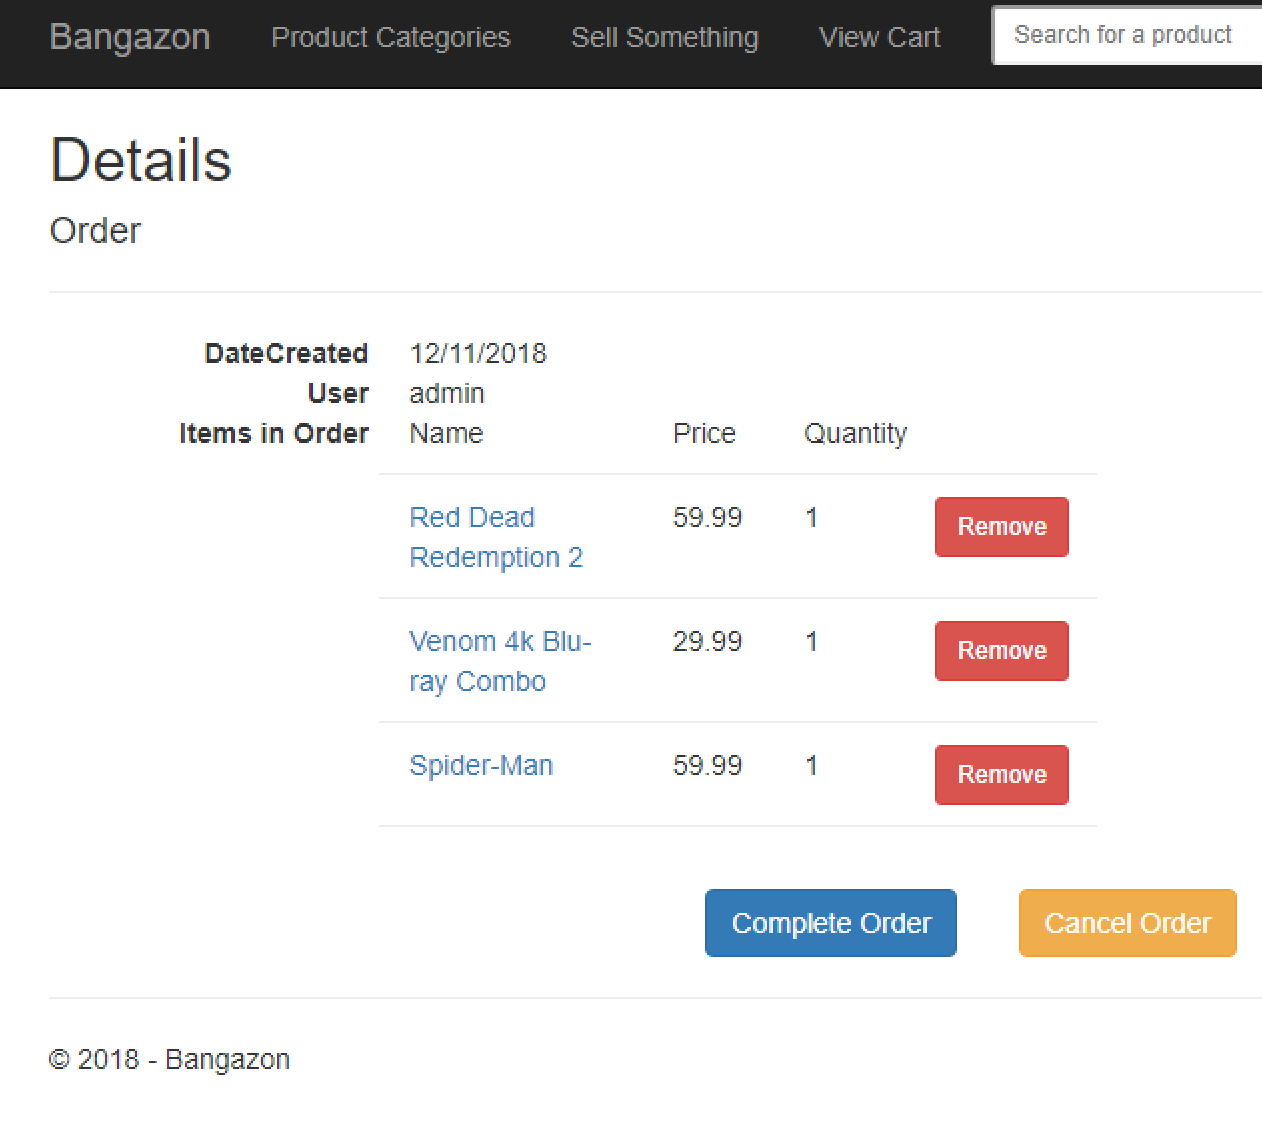 Bangazon Product Categories Sell Something View Cart Search for a product
Details
Order
DateCreated 12/11/2018
User admin
Items in Order Name Price Quantity
Red Dead 59.99 1 Remove
Redemption 2
Venom 4k Blu- 29.99 1 Remove
ray Combo
Spider-Man 59.99 1 Remove
Complete Order Cancel Order
© 2018 - Bangazon